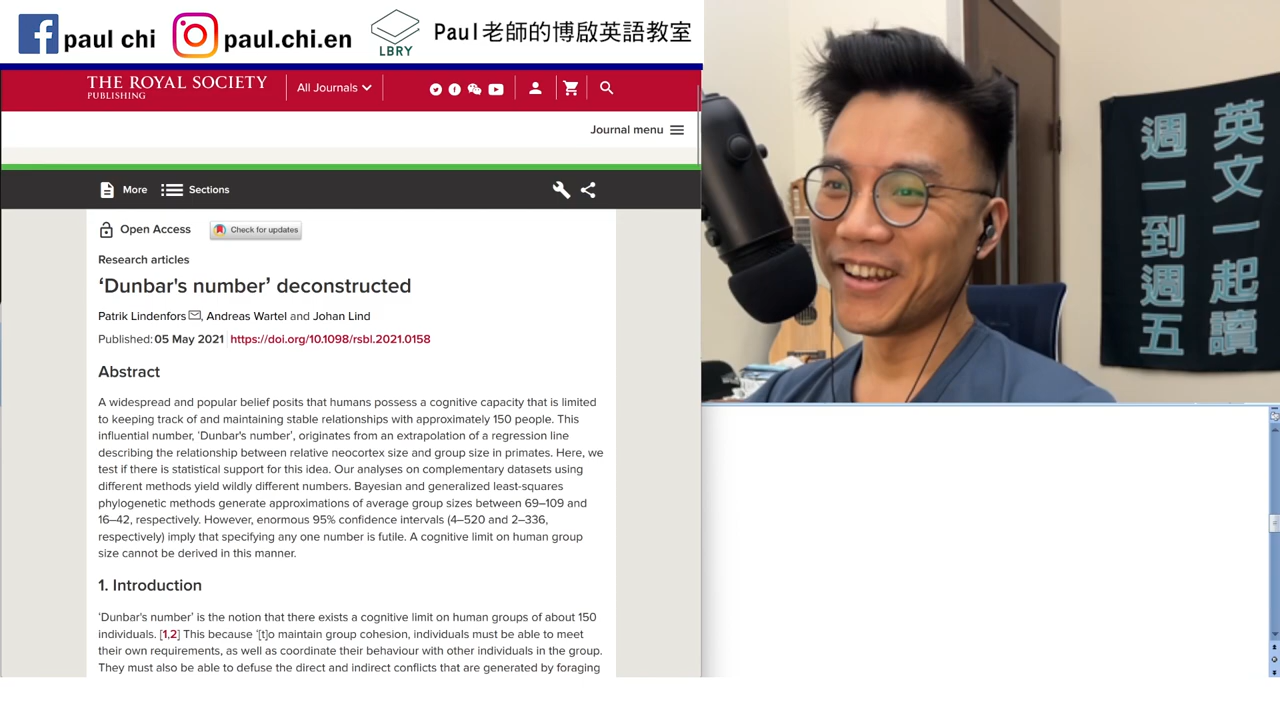 paul chi
paul.chi.en
LBRY
Paul老師的博啟英語教室
THE ROYAL SOCIETY
PUBLISHING
All Journals
Journal menu
More
Sections
Open Access
Check for updates
Research articles
‘Dunbar's number’ deconstructed
Patrik Lindenfors, Andreas Wartel and Johan Lind
Published: 05 May 2021 https://doi.org/10.1098/rsbl.2021.0158
Abstract
A widespread and popular belief posits that humans possess a cognitive capacity that is limited
to keeping track of and maintaining stable relationships with approximately 150 people. This
influential number, ‘Dunbar's number’, originates from an extrapolation of a regression line
describing the relationship between relative neocortex size and group size in primates. Here, we
test if there is statistical support for this idea. Our analyses on complementary datasets using
different methods yield wildly different numbers. Bayesian and generalized least-squares
phylogenetic methods generate approximations of average group sizes between 69–109 and
16–42, respectively. However, enormous 95% confidence intervals (4–520 and 2–336,
respectively) imply that specifying any one number is futile. A cognitive limit on human group
size cannot be derived in this manner.
1. Introduction
‘Dunbar's number’ is the notion that there exists a cognitive limit on human groups of about 150
individuals. [1,2] This because ‘[t]o maintain group cohesion, individuals must be able to meet
their own requirements, as well as coordinate their behaviour with other individuals in the group.
They must also be able to defuse the direct and indirect conflicts that are generated by foraging
英文一起讀
週一到週五